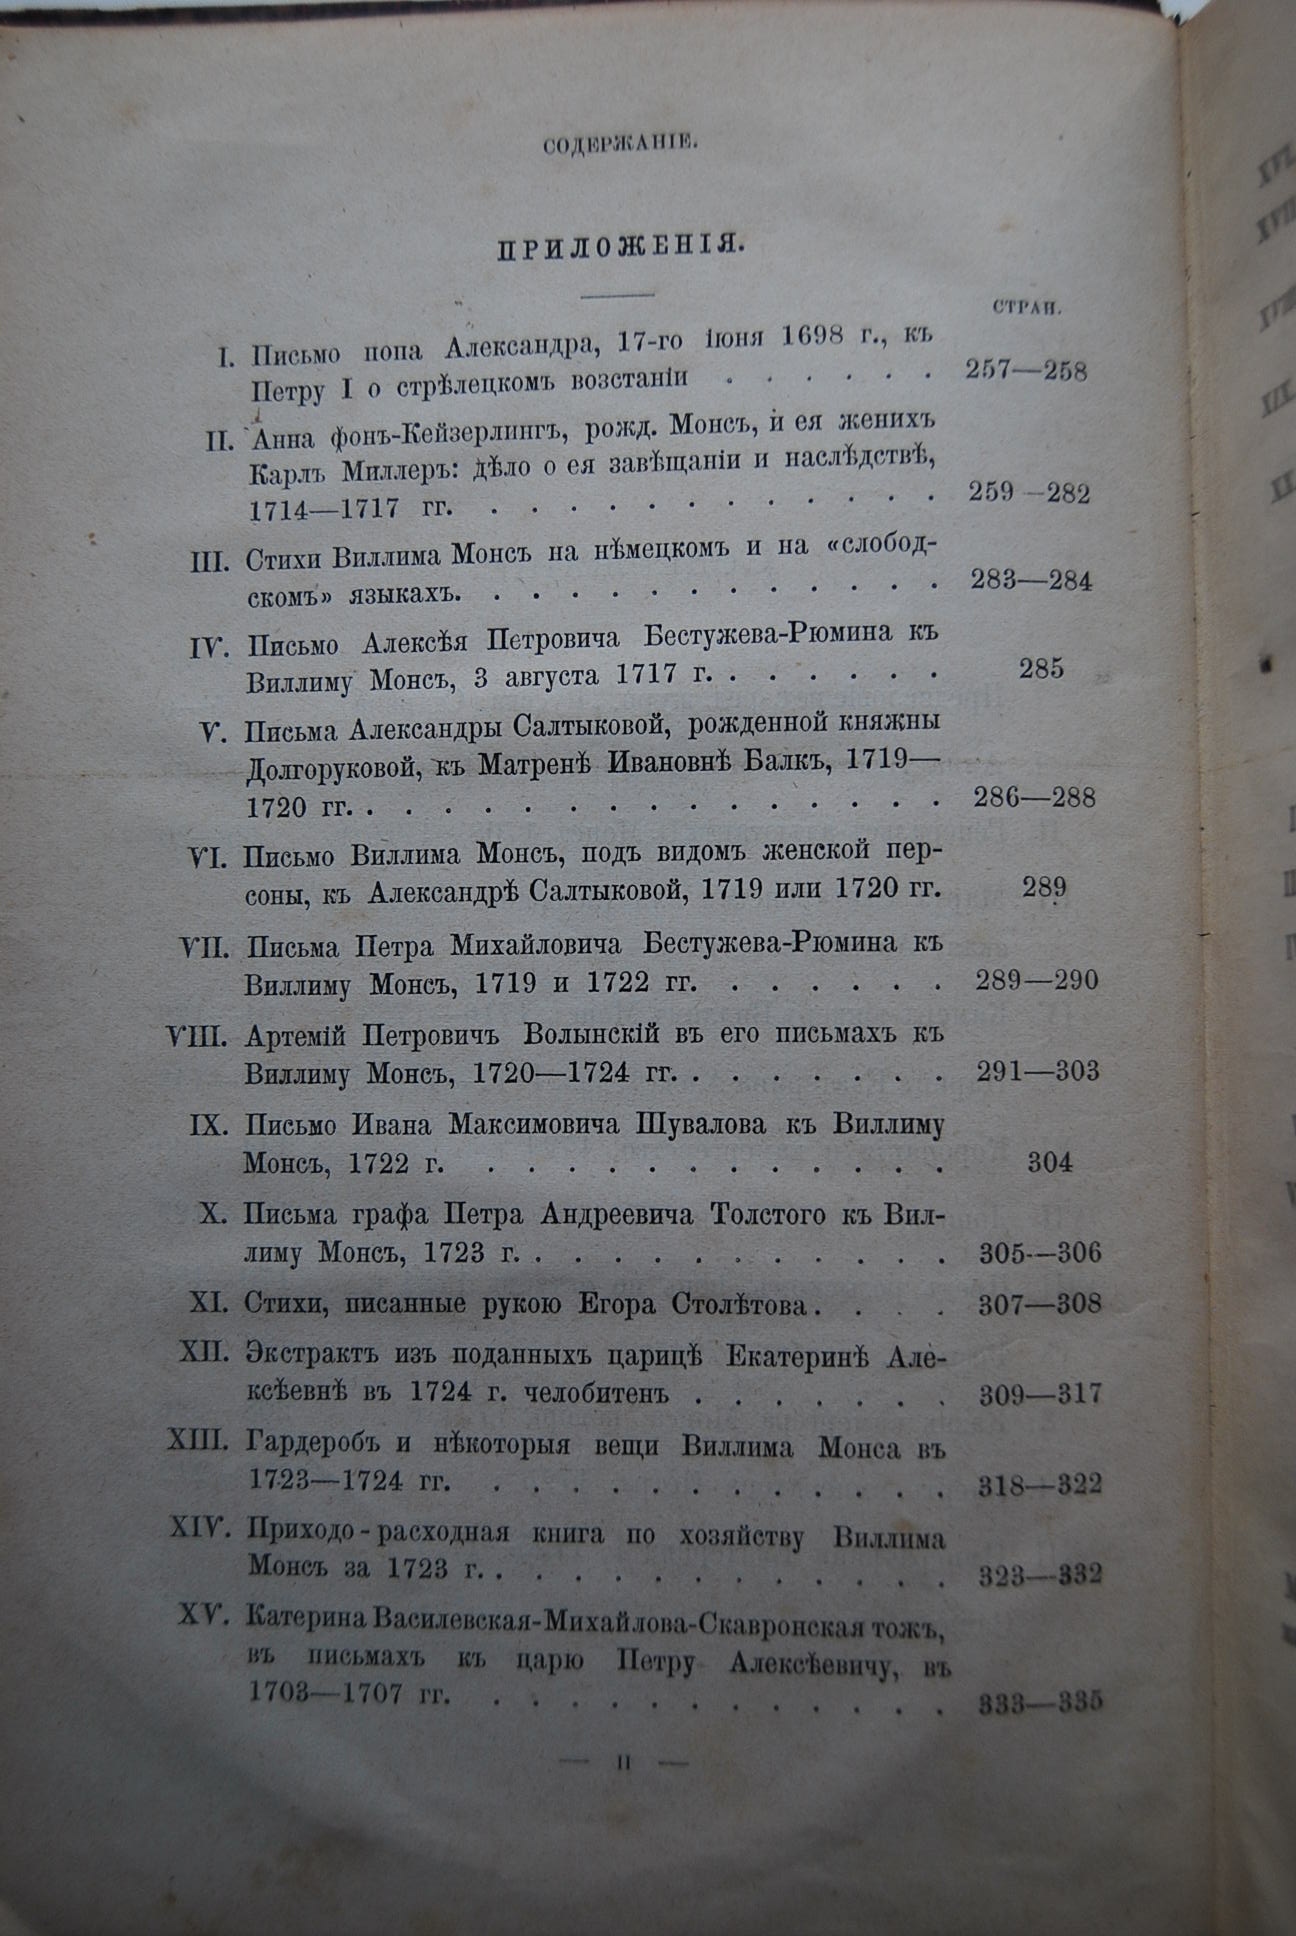 СОДЕРЖАНІЕ.
ПРИЛОЖЕНІЯ.
СТРАН.
I. Письмо попа Александра, 17-го іюня 1698 г., къ
Петру I о стрѣлецкомъ возстаніи . . . . . . 257—258
II. Анна фонъ-Кейзерлингъ, рожд. Монсъ, и ея женихъ
Карлъ Миллеръ: дѣло о ея завѣщаніи и наслѣдствѣ,
1714—1717 гг. . . . . . . . . . . . . 259—282
III. Стихи Виллима Монсъ на нѣмецкомъ и на «слобод-
скомъ» языкахъ. . . . . . . . . . . . . 283—284
IV. Письмо Алексѣя Петровича Бестужева-Рюмина къ
Виллиму Монсъ, 3 августа 1717 г. . . . . . . 285
V. Письма Александры Салтыковой, рожденной княжны
Долгоруковой, къ Матренѣ Ивановнѣ Балкъ, 1719—
1720 гг. . . . . . . . . . . . . . . . 286—288
VI. Письмо Виллима Монсъ, подъ видомъ женской пер-
соны, къ Александрѣ Салтыковой, 1719 или 1720 гг. 289
VII. Письма Петра Михайловича Бестужева-Рюмина къ
Виллиму Монсъ, 1719 и 1722 гг. . . . . . . 289—290
VIII. Артемій Петровичъ Волынскій въ его письмахъ къ
Виллиму Монсъ, 1720—1724 гг. . . . . . . . 291—303
IX. Письмо Ивана Максимовича Шувалова къ Виллиму
Монсъ, 1722 г. . . . . . . . . . . . . 304
X. Письма графа Петра Андреевича Толстого къ Вил-
лиму Монсъ, 1723 г. . . . . . . . . . . . 305—306
XI. Стихи, писанные рукою Егора Столѣтова. . . . 307—308
XII. Экстрактъ изъ поданныхъ царицѣ Екатеринѣ Але-
ксѣевнѣ въ 1724 г. челобитенъ . . . . . . . 309—317
XIII. Гардеробъ и нѣкоторыя вещи Виллима Монса въ
1723—1724 гг. . . . . . . . . . . . . 318—322
XIV. Приходо-расходная книга по хозяйству Виллима
Монсъ за 1723 г. . . . . . . . . . . . . 323—332
XV. Катерина Василевская-Михайлова-Скавронская тожъ,
въ письмахъ къ царю Петру Алексѣевичу, въ
1703—1707 гг. . . . . . . . . . . . . 333—335
— II —
XVI.
XVII
XVIII
XIX.